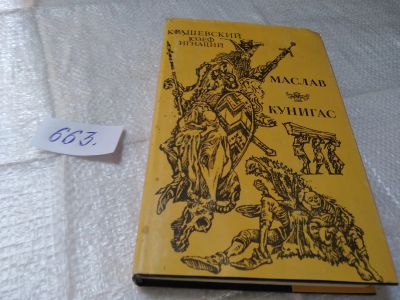 КРАШЕВСКИЙ
ЮЗЕФ
ИГНАЦИЙ
МАСЛАВ
КУНИГАС
663.